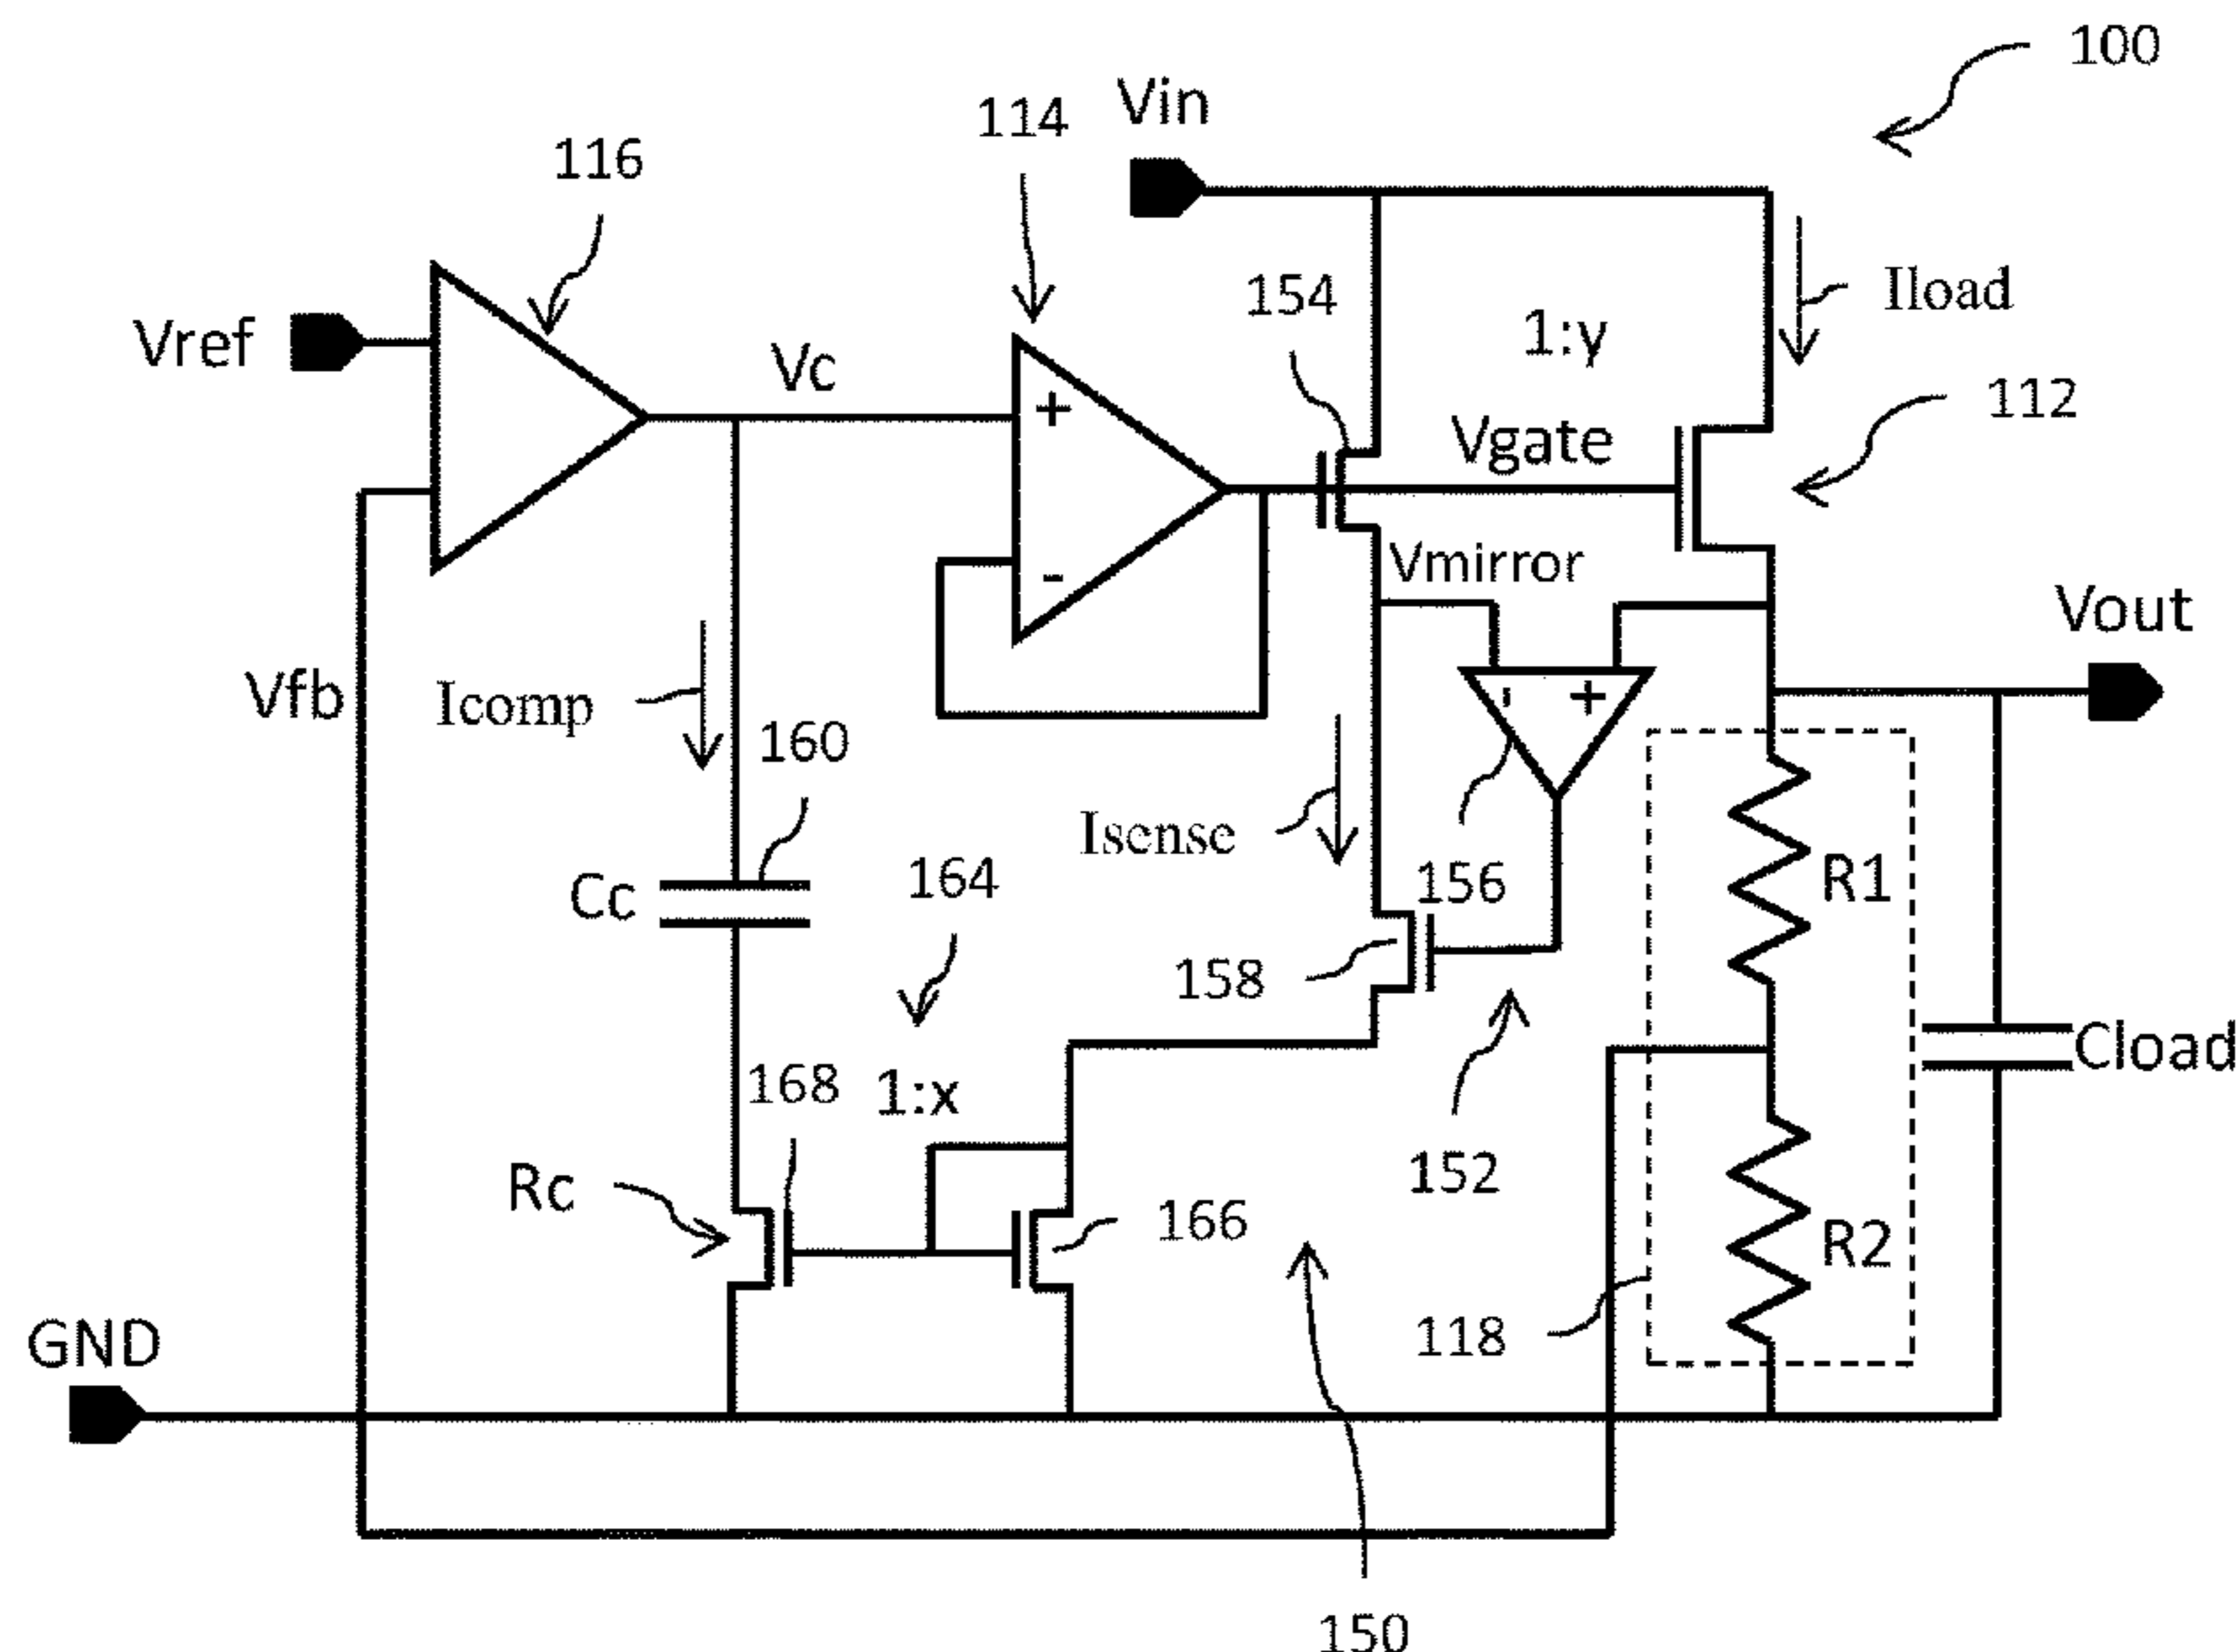 100
Vin
114
116
Iload
154
1:y
Vref
Vc
112
+
Vgate
Vmirror
-
Vout
Vfb
Icomp
- +
160
Isense
164
156
R1
Cc
158
Cload
168
1:x
152
Rc
166
R2
118
GND
150